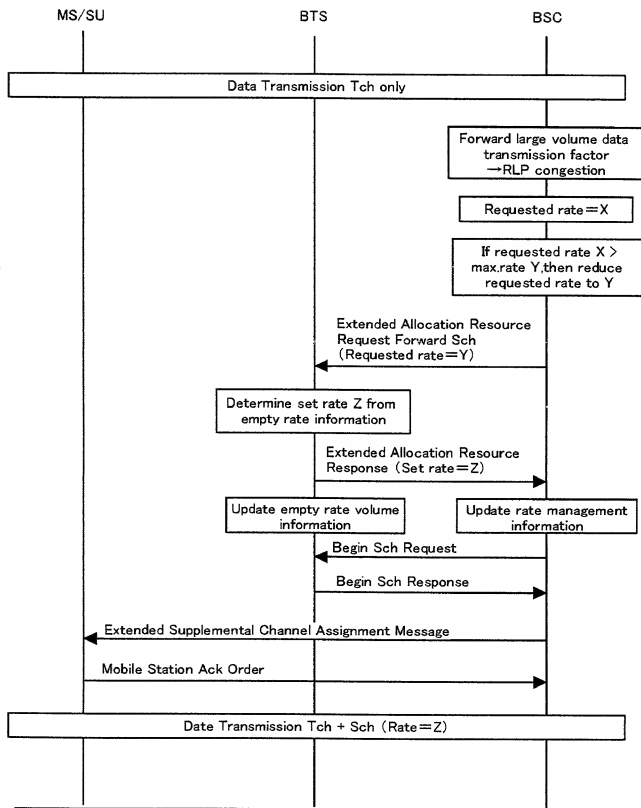 MS/SU BTS BSC
Data Transmission Tch only
Forward large volume data
transmission factor
→RLP congestion
Requested rate=X
If requested rate X >
max.rate Y,then reduce
requested rate to Y
Extended Allocation Resource
Request Forward Sch
(Requested rate=Y)
Determine set rate Z from
empty rate information
Extended Allocation Resource
Response (Set rate=Z)
Update empty rate volume
information
Update rate management
information
Begin Sch Request
Begin Sch Response
Extended Supplemental Channel Assignment Message
Mobile Station Ack Order
Date Transmission Tch + Sch (Rate=Z)